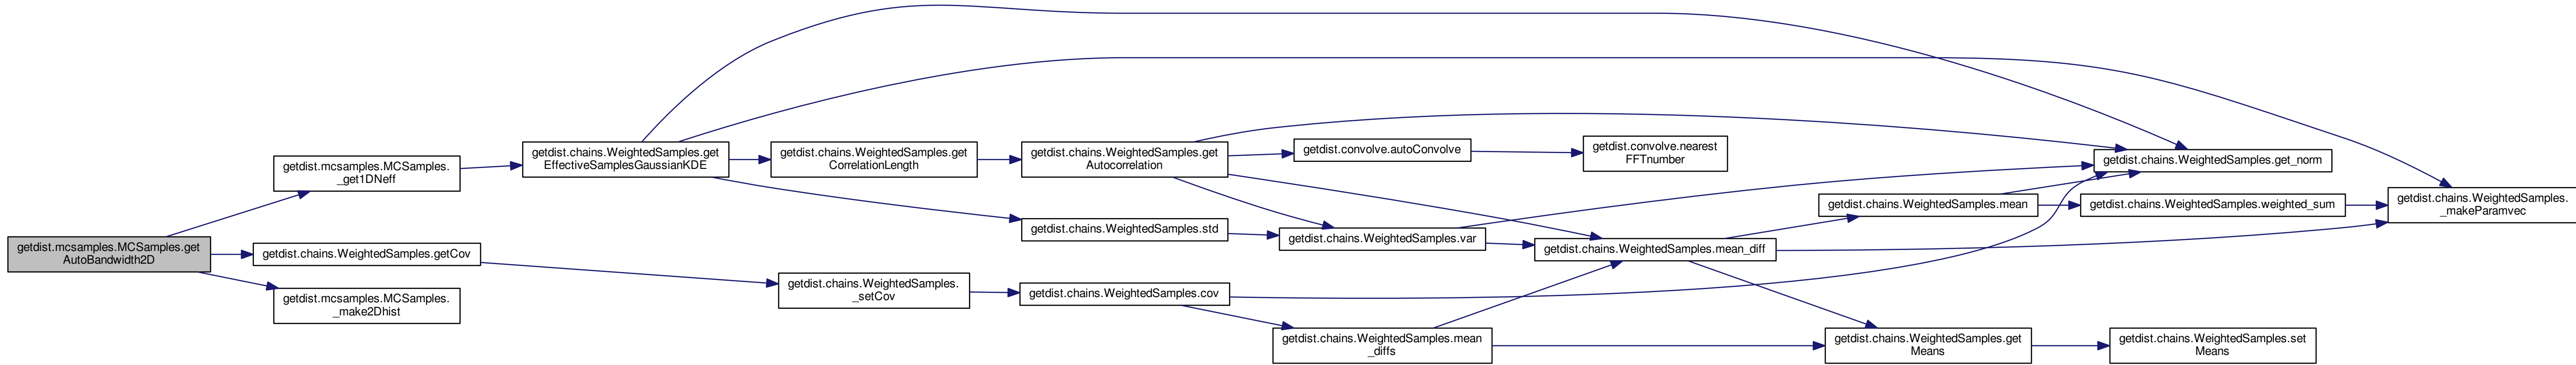 getdist.mcsamples.MCSamples.get
AutoBandwidth2D
getdist.mcsamples.MCSamples.
_get1DNeff
getdist.chains.WeightedSamples.getCov
getdist.mcsamples.MCSamples.
_make2Dhist
getdist.chains.WeightedSamples.get
EffectiveSamplesGaussianKDE
getdist.chains.WeightedSamples.get
CorrelationLength
getdist.chains.WeightedSamples.
_setCov
getdist.chains.WeightedSamples.get
Autocorrelation
getdist.chains.WeightedSamples.std
getdist.chains.WeightedSamples.cov
getdist.convolve.autoConvolve
getdist.chains.WeightedSamples.var
getdist.chains.WeightedSamples.mean
_diffs
getdist.convolve.nearest
FFTnumber
getdist.chains.WeightedSamples.mean_diff
getdist.chains.WeightedSamples.mean
getdist.chains.WeightedSamples.get
Means
getdist.chains.WeightedSamples.get_norm
getdist.chains.WeightedSamples.weighted_sum
getdist.chains.WeightedSamples.set
Means
getdist.chains.WeightedSamples.
_makeParamvec